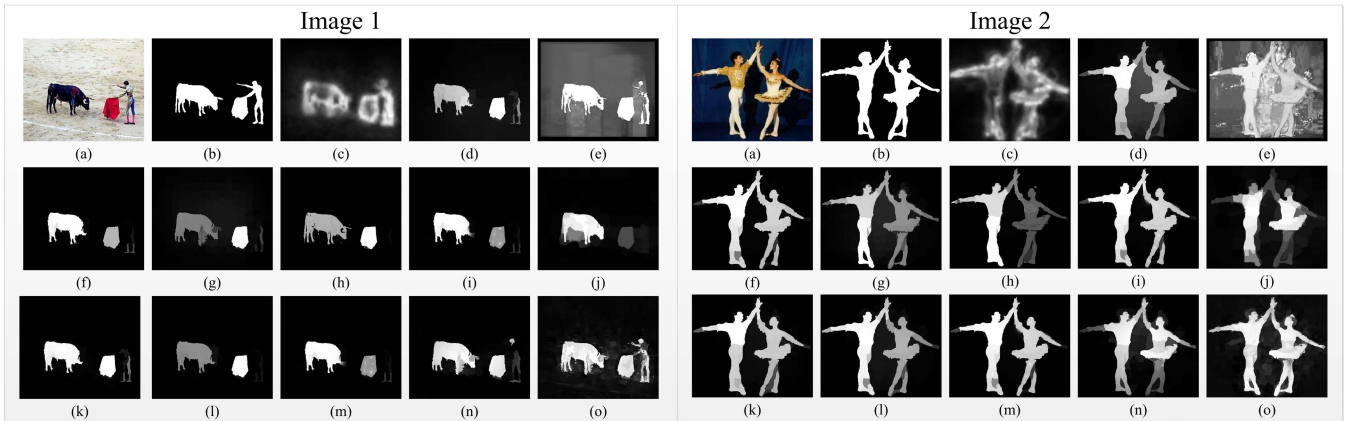 Image 1
(a) (b) (c) (d) (e)
(f) (g) (h) (i) (j)
(k) (l) (m) (n) (o)
Image 2
(a) (b) (c) (d) (e)
(f) (g) (h) (i) (j)
(k) (l) (m) (n) (o)